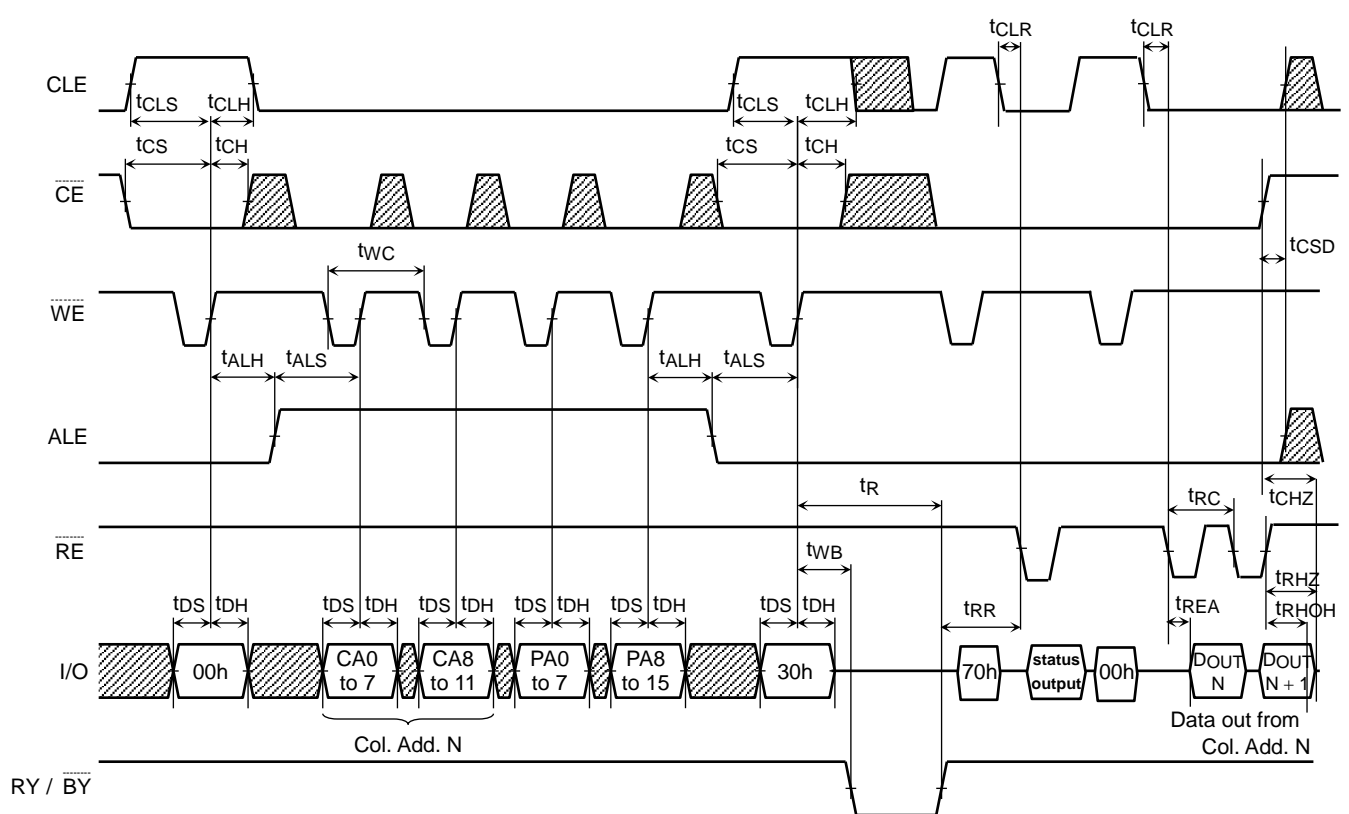 tCLR tCLR
CLE
tCLS tCLH tCLS tCLH
tCS tCH tCS tCH
CE
tCSD
tWC
WE
tALH tALS tALH tALS
ALE
tR tRC tCHZ
RE
tWB
tRHZ
tDS tDH tDS tDH tDS tDH tDS tDH tDS tDH tDS tDH tRR tREA tRHOH
I/O
00h
CA0
to 7
CA8
to 11
PA0
to 7
PA8
to 15
30h
70h
status
output
00h
DOUT
N
DOUT
N + 1
Col. Add. N
Data out from
Col. Add. N
RY / BY